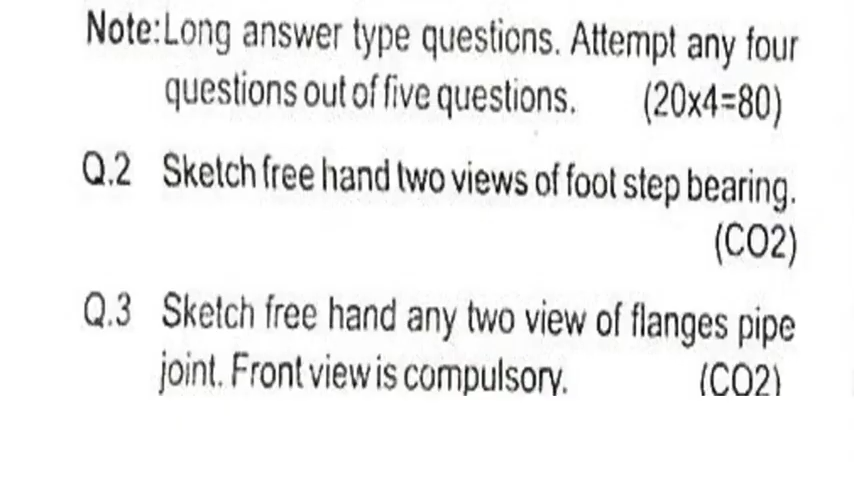 Note:Long answer type questions. Attempt any four
questions out of five questions. (20x4=80)
Q.2 Sketch free hand two views of foot step bearing.
(CO2)
Q.3 Sketch free hand any two view of flanges pipe
joint. Front view is compulsory. (CO2)